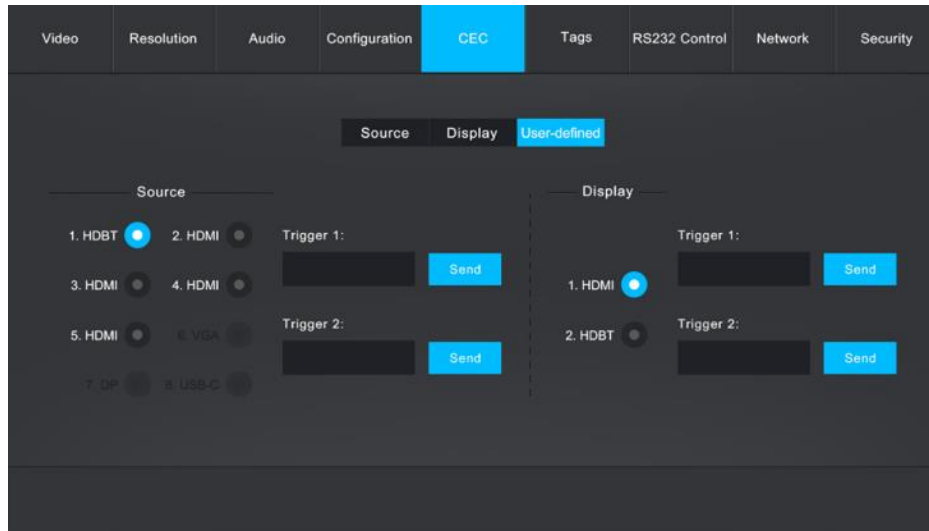 Video Resolution Audio Configuration CEC Tags RS232 Control Network Security
Source Display User-defined
Source
1. HDBT 2. HDMI
3. HDMI 4. HDMI
5. HDMI 6. VGA
7. DP 8. USB-C
Trigger 1:
Send
Trigger 2:
Send
Display
1. HDMI
2. HDBT
Trigger 1:
Send
Trigger 2:
Send